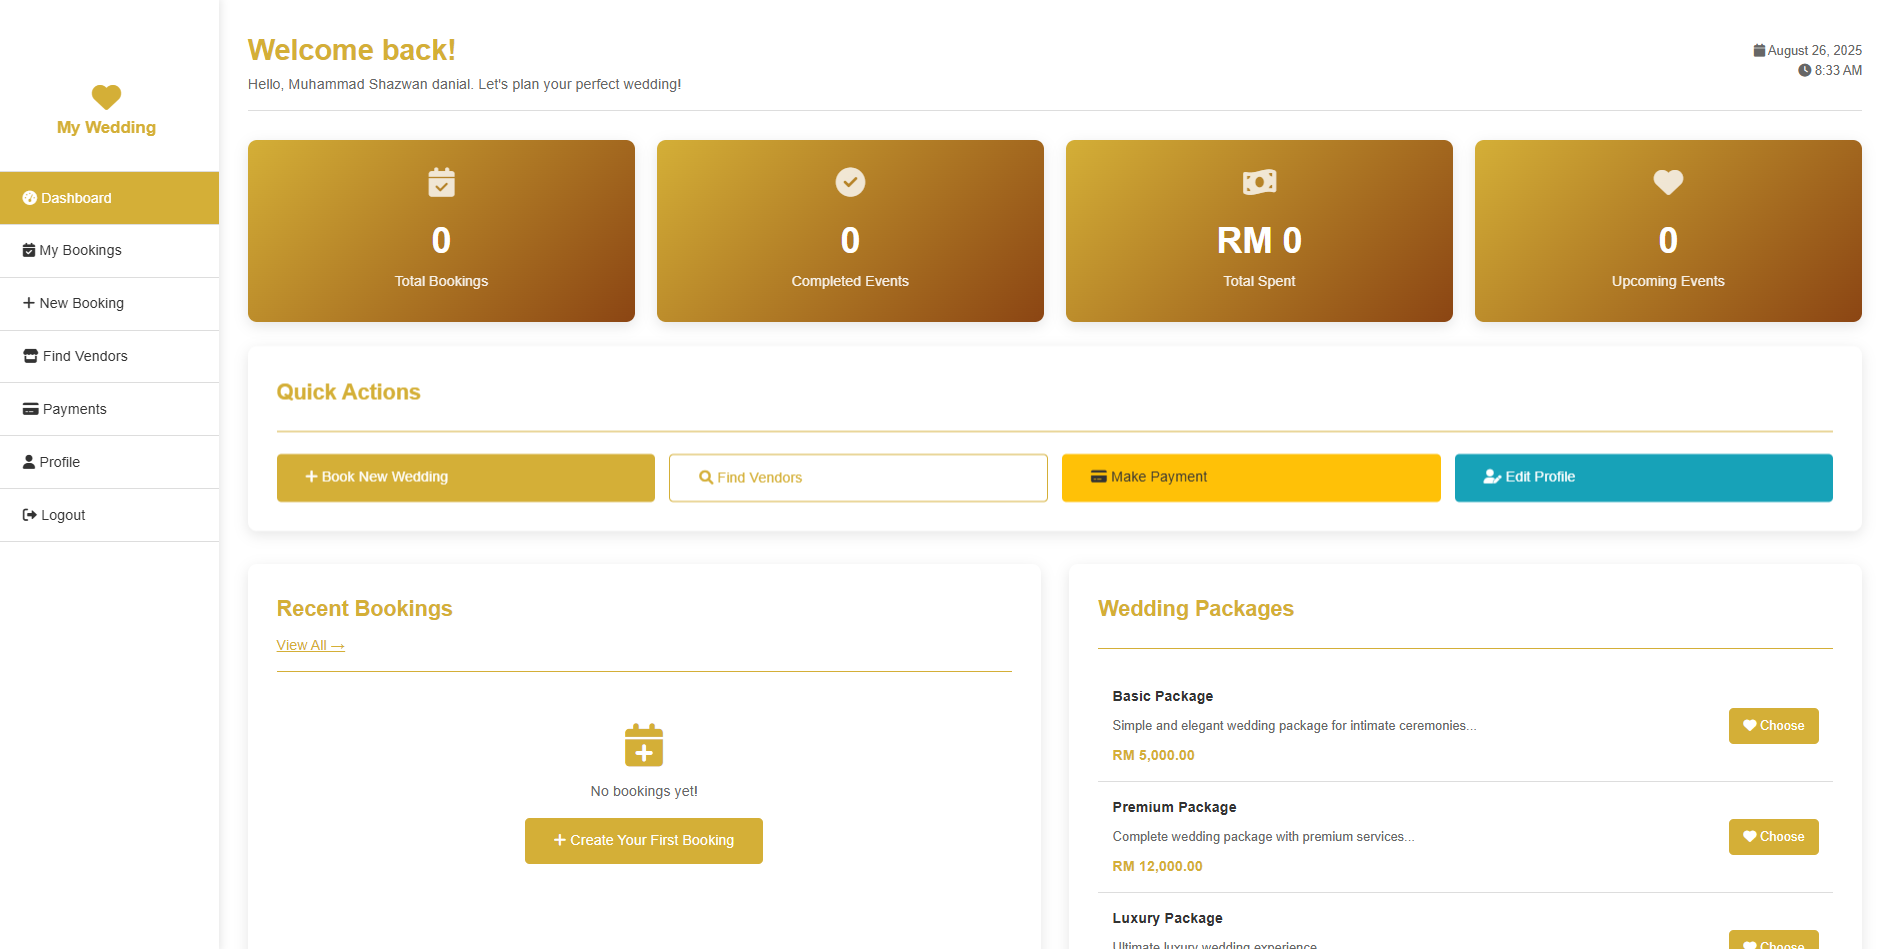 My Wedding
Dashboard
My Bookings
New Booking
Find Vendors
Payments
Profile
Logout
Welcome back!
Hello, Muhammad Shazwan danial. Let's plan your perfect wedding!
August 26, 2025
8:33 AM
0
Total Bookings
0
Completed Events
RM 0
Total Spent
0
Upcoming Events
Quick Actions
Book New Wedding
Find Vendors
Make Payment
Edit Profile
Recent Bookings
View All →
No bookings yet!
Create Your First Booking
Wedding Packages
Basic Package
Simple and elegant wedding package for intimate ceremonies...
RM 5,000.00
Choose
Premium Package
Complete wedding package with premium services...
RM 12,000.00
Choose
Luxury Package
Ultimate luxury wedding experience
Choose